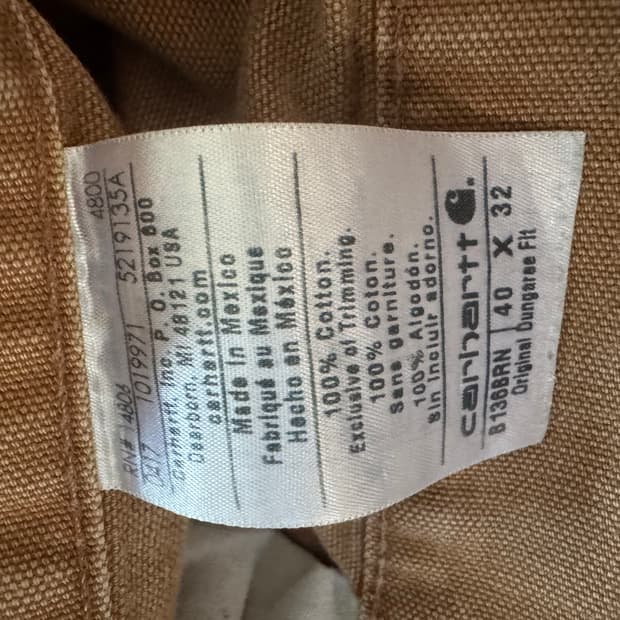 RN# 14806 4800
0417 1019971 5219135A
Carhartt, Inc. P. O. Box 600
Dearborn, MI 48121 USA
carhartt.com
Made in Mexico
Fabriqué au Mexique
Hecho en México
100% Cotton.
Exclusive of Trimming.
100% Coton.
Sans garniture.
100% Algodón.
Sin incluir adorno.
carhartt
B136BRN 40 X 32
Original Dungaree Fit